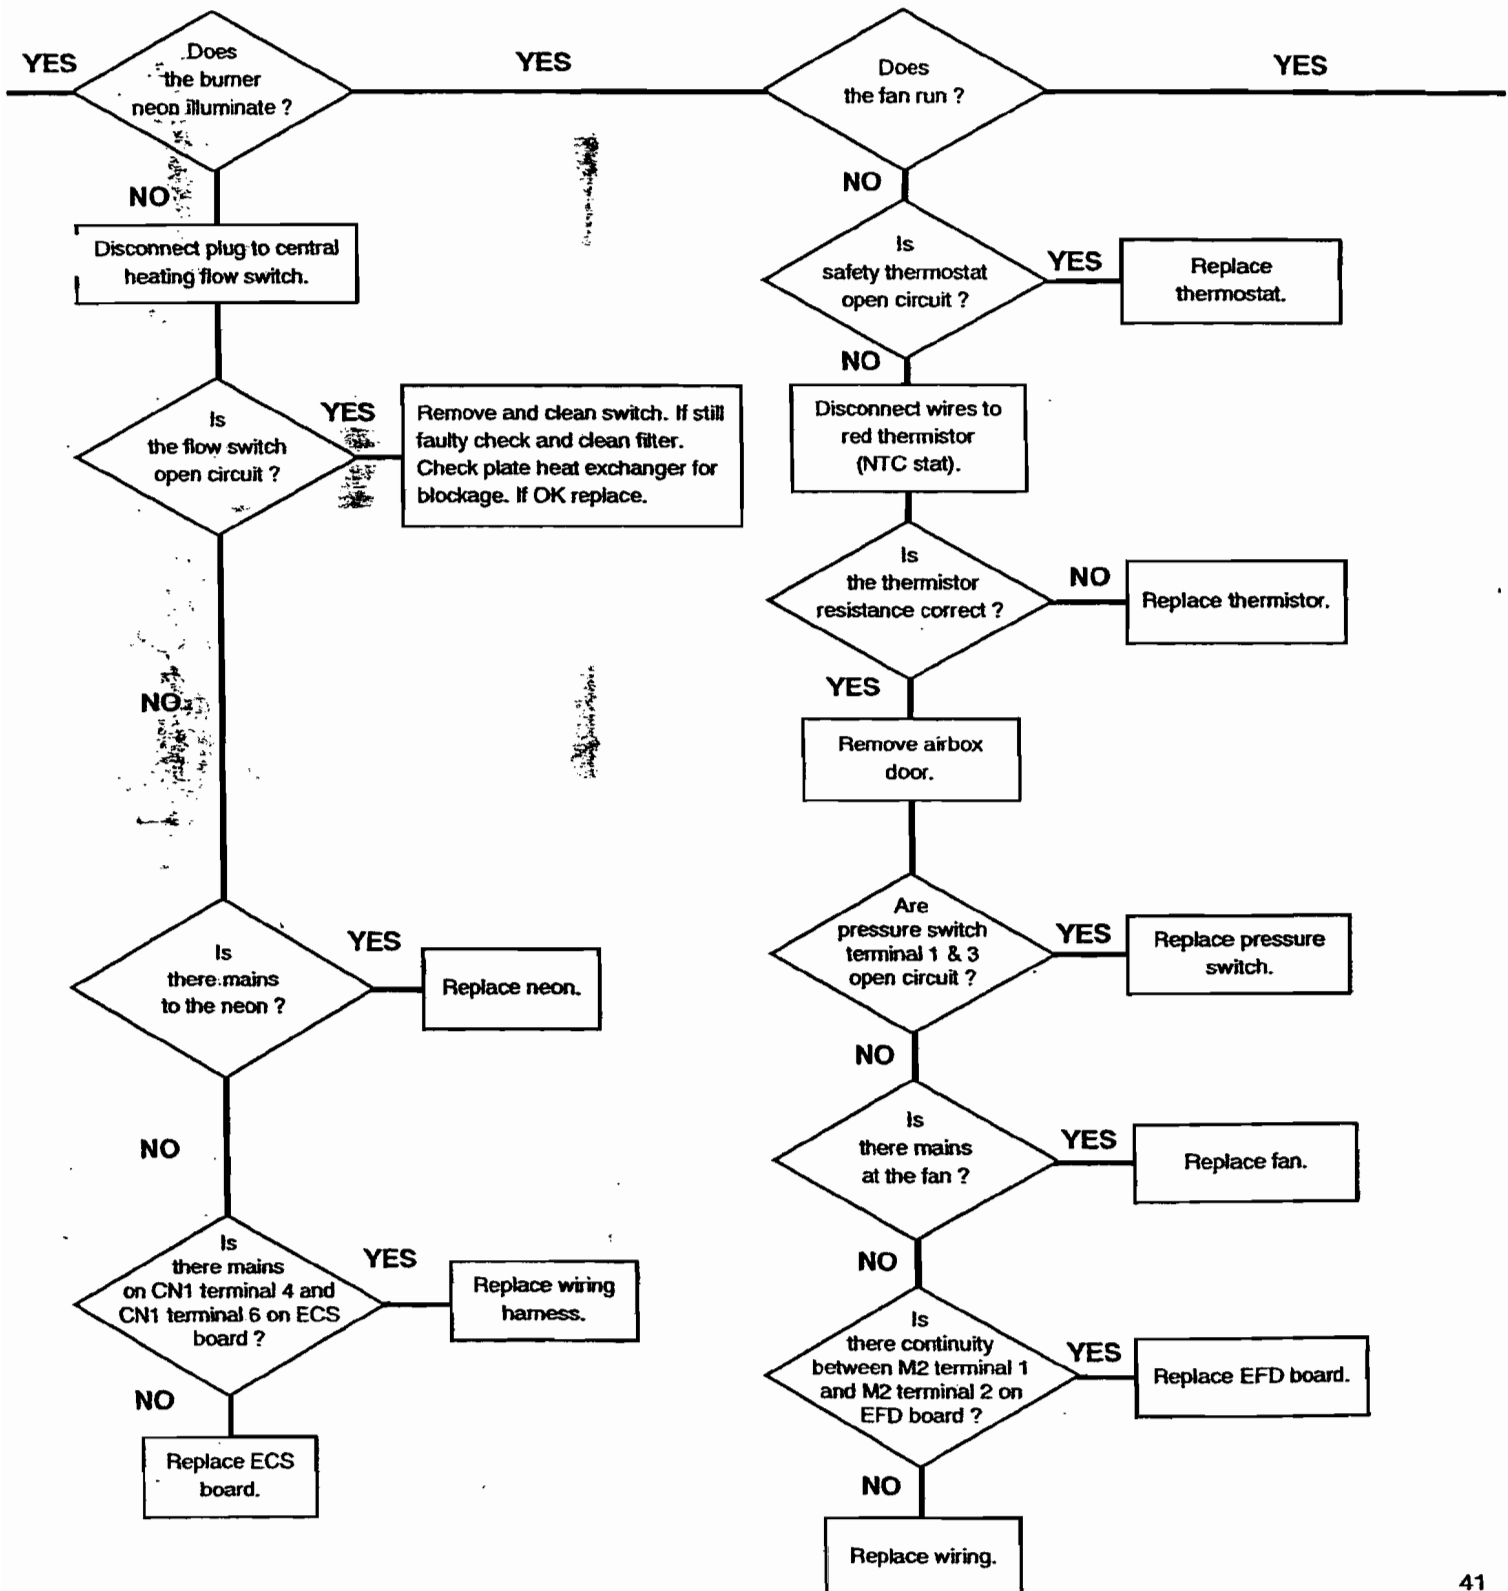 YES
Does
the burner
neon illuminate ?
YES
Does
the fan run ?
YES
NO
Disconnect plug to central
heating flow switch.
Is
the flow switch
open circuit ?
YES
Remove and clean switch. If still
faulty check and clean filter.
Check plate heat exchanger for
blockage. If OK replace.
NO
Is
there mains
to the neon ?
YES
Replace neon.
NO
Is
there mains
on CN1 terminal 4 and
CN1 terminal 6 on ECS
board ?
YES
Replace wiring
harness.
NO
Replace ECS
board.
NO
Is
safety thermostat
open circuit ?
YES
Replace
thermostat.
NO
Disconnect wires to
red thermistor
(NTC stat).
Is
the thermistor
resistance correct ?
NO
Replace thermistor.
YES
Remove airbox
door.
Are
pressure switch
terminal 1 & 3
open circuit ?
YES
Replace pressure
switch.
NO
Is
there mains
at the fan ?
YES
Replace fan.
NO
Is
there continuity
between M2 terminal 1
and M2 terminal 2 on
EFD board ?
YES
Replace EFD board.
NO
Replace wiring.
41